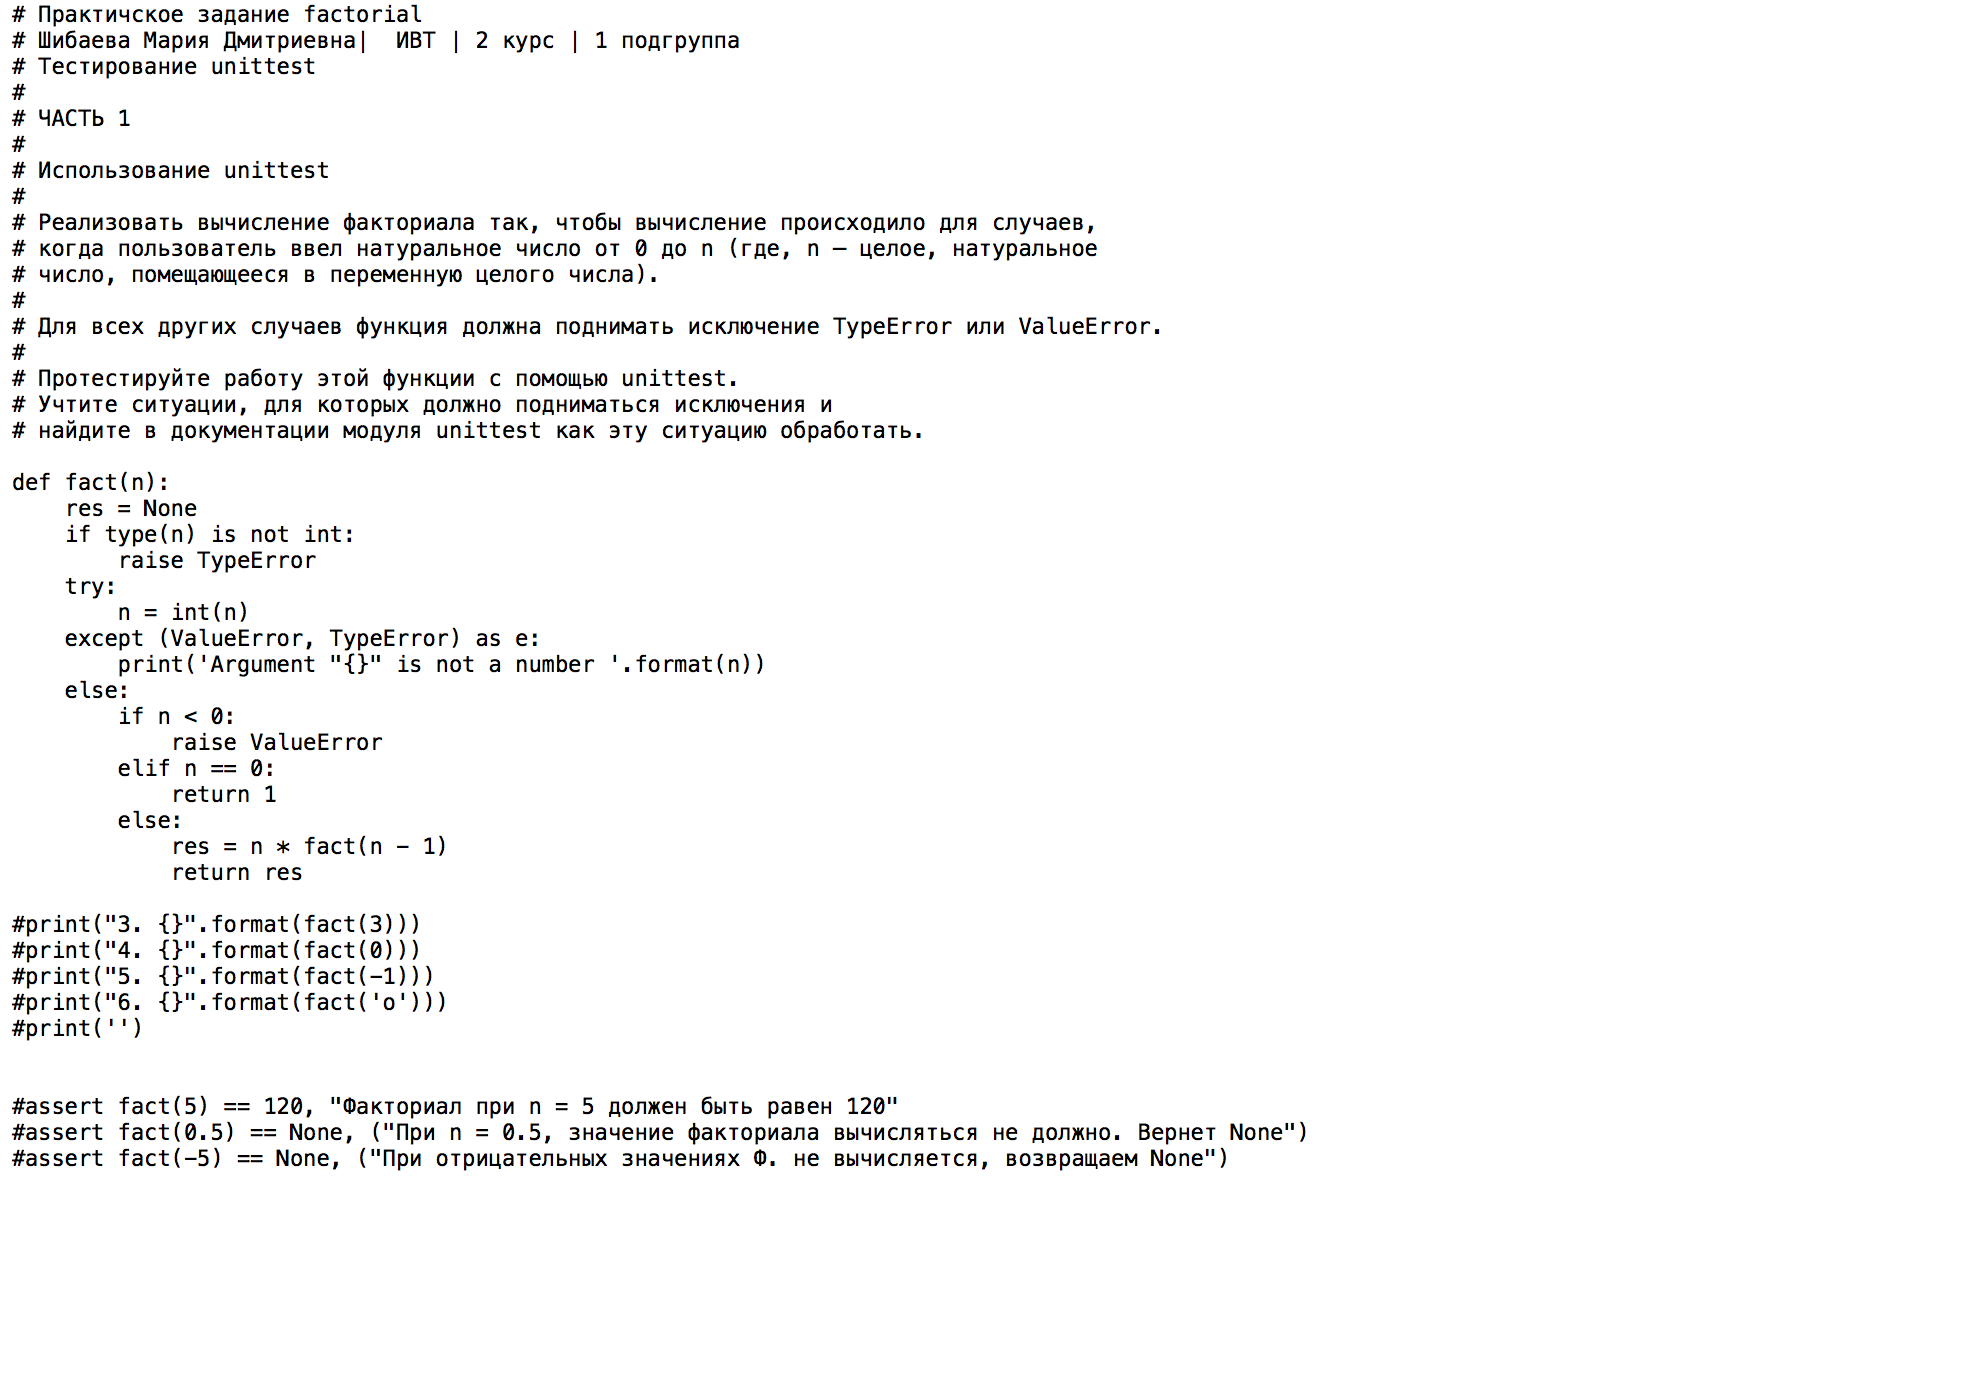 # Практичское задание factorial
# Шибаева Мария Дмитриевна|  ИВТ | 2 курс | 1 подгруппа
# Тестирование unittest
#
# ЧАСТЬ 1
#
# Использование unittest
#
# Реализовать вычисление факториала так, чтобы вычисление происходило для случаев,
# когда пользователь ввел натуральное число от 0 до n (где, n – целое, натуральное
# число, помещающееся в переменную целого числа).
#
# Для всех других случаев функция должна поднимать исключение TypeError или ValueError.
#
# Протестируйте работу этой функции с помощью unittest.
# Учтите ситуации, для которых должно подниматься исключения и
# найдите в документации модуля unittest как эту ситуацию обработать.

def fact(n):
    res = None
    if type(n) is not int:
        raise TypeError
    try:
        n = int(n)
    except (ValueError, TypeError) as e:
        print('Argument "{}" is not a number '.format(n))
    else:
        if n < 0:
            raise ValueError
        elif n == 0:
            return 1
        else:
            res = n * fact(n - 1)
            return res

#print("3. {}".format(fact(3)))
#print("4. {}".format(fact(0)))
#print("5. {}".format(fact(-1)))
#print("6. {}".format(fact('o')))
#print('')


#assert fact(5) == 120, "Факториал при n = 5 должен быть равен 120"
#assert fact(0.5) == None, ("При n = 0.5, значение факториала вычисляться не должно. Вернет None")
#assert fact(-5) == None, ("При отрицательных значениях Ф. не вычисляется, возвращаем None")